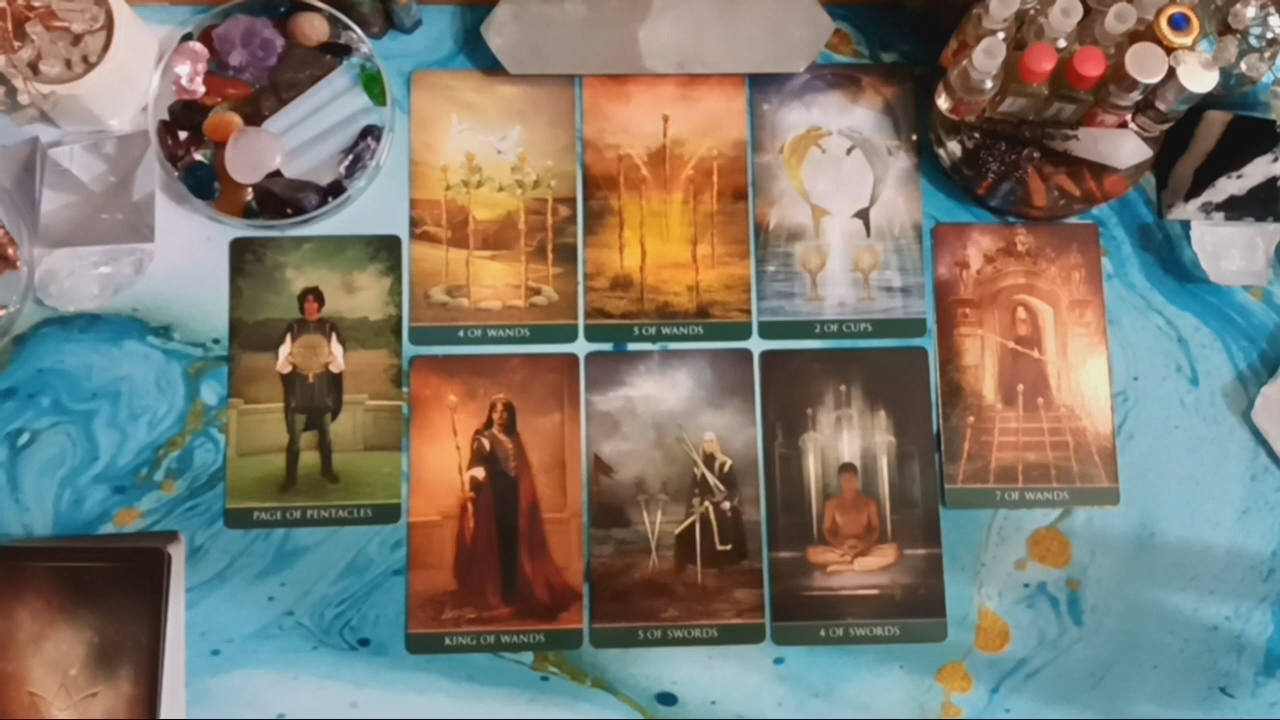 4 OF WANDS
5 OF WANDS
2 OF CUPS
PAGE OF PENTACLES
7 OF WANDS
KING OF WANDS
5 OF SWORDS
4 OF SWORDS